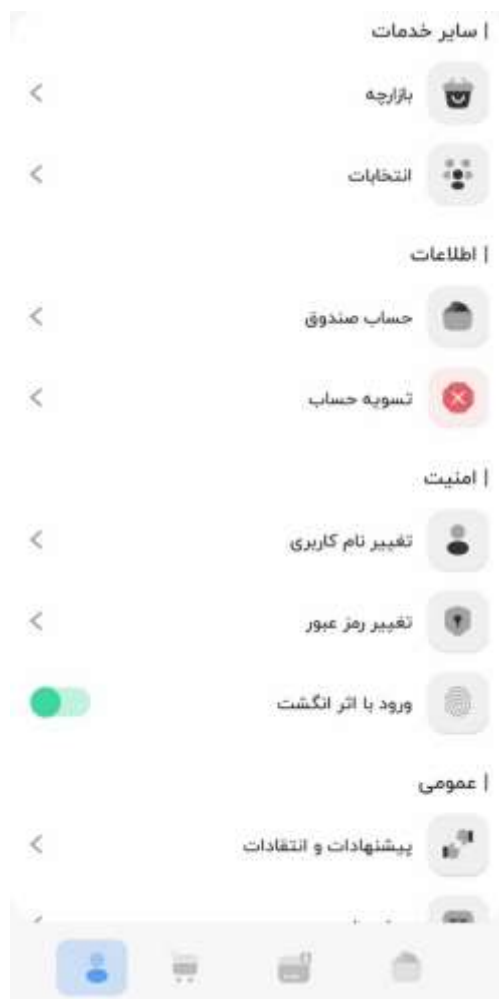 سایر خدمات
بازارچه
انتخابات
اطلاعات
حساب صندوق
تسویه حساب
امنیت
تغییر نام کاربری
تغییر رمز عبور
ورود با اثر انگشت
عمومی
پیشنهادات و انتقادات